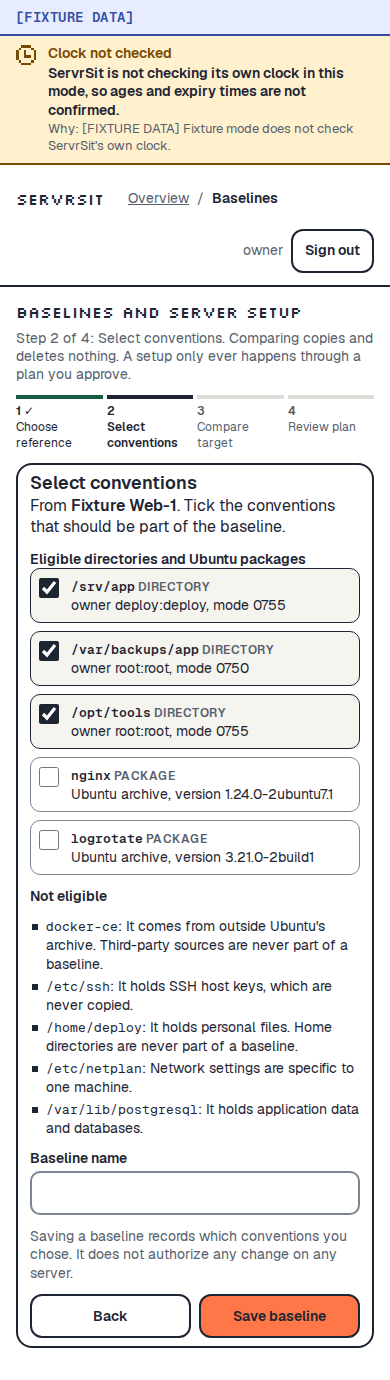 [FIXTURE DATA]
Clock not checked
ServrSit is not checking its own clock in this
mode, so ages and expiry times are not
confirmed.
Why: [FIXTURE DATA] Fixture mode does not check
ServrSit's own clock.
SERVRSIT Overview / Baselines
owner Sign out
BASELINES AND SERVER SETUP
Step 2 of 4: Select conventions. Comparing copies and
deletes nothing. A setup only ever happens through a
plan you approve.
1 ✓ 2 3 4
Choose Select Compare Review plan
reference conventions target
Select conventions
From Fixture Web-1. Tick the conventions
that should be part of the baseline.
Eligible directories and Ubuntu packages
/srv/app DIRECTORY
owner deploy:deploy, mode 0755
/var/backups/app DIRECTORY
owner root:root, mode 0750
/opt/tools DIRECTORY
owner root:root, mode 0755
nginx PACKAGE
Ubuntu archive, version 1.24.0-2ubuntu7.1
logrotate PACKAGE
Ubuntu archive, version 3.21.0-2build1
Not eligible
docker-ce: It comes from outside Ubuntu's
archive. Third-party sources are never part of a
baseline.
/etc/ssh: It holds SSH host keys, which are
never copied.
/home/deploy: It holds personal files. Home
directories are never part of a baseline.
/etc/netplan: Network settings are specific to
one machine.
/var/lib/postgresql: It holds application data
and databases.
Baseline name
Saving a baseline records which conventions you
chose. It does not authorize any change on any
server.
Back Save baseline